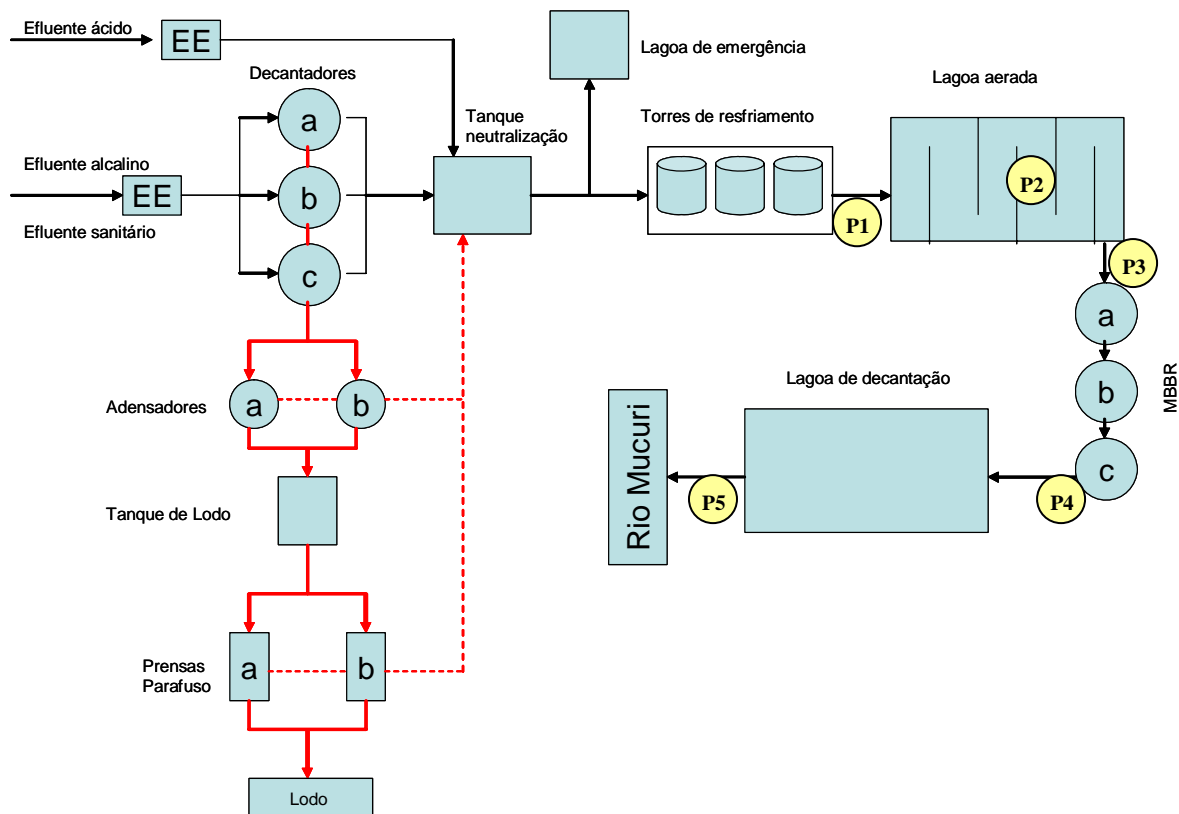 Efluente ácido
EE
Lagoa de emergência
Lagoa aerada
Decantadores
a
Tanque
neutralização
Torres de resfriamento
Efluente alcalino
EE
b
Efluente sanitário
c
P1
P2
P3
a
b
c
MBBR
P4
Lagoa de decantação
P5
Rio Mucuri
Adensadores
a
b
Tanque de Lodo
Prensas
Parafuso
a
b
Lodo